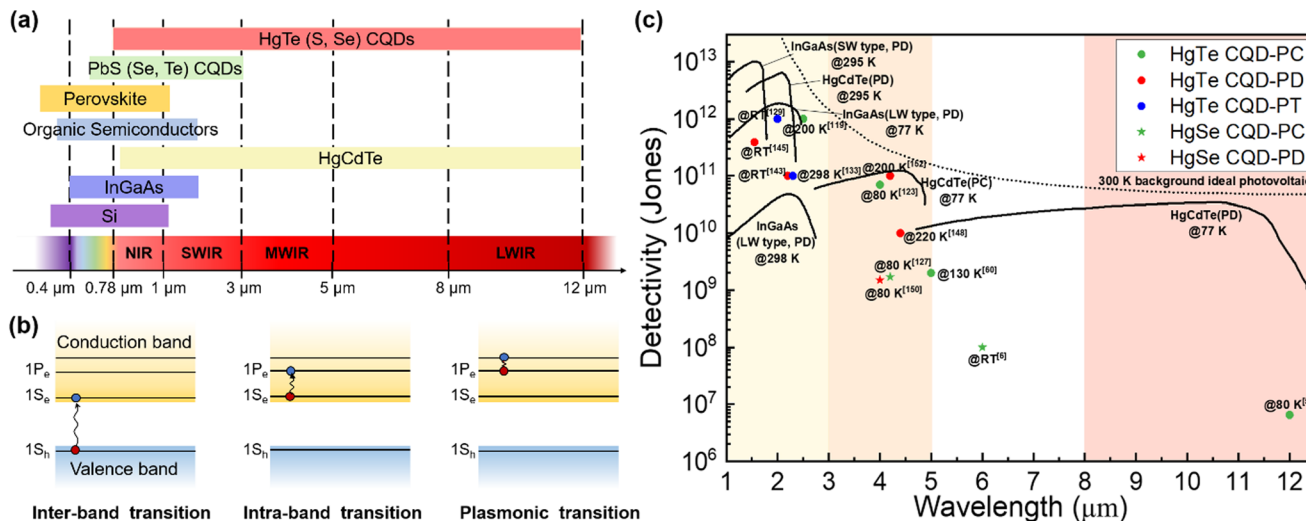 (a)
HgTe (S, Se) CQDs
PbS (Se, Te) CQDs
Perovskite
Organic Semiconductors
HgCdTe
InGaAs
Si
NIR SWIR MWIR LWIR
0.4 μm 0.78 μm 1 μm 3 μm 5 μm 8 μm 12 μm
(b)
Conduction band
1Pe 1Pe 1Pe
1Se 1Se 1Se
1Sh 1Sh 1Sh
Valence band
Inter-band transition Intra-band transition Plasmonic transition
(c)
Detectivity (Jones)
10^13
10^12
10^11
10^10
10^9
10^8
10^7
10^6
InGaAs(SW type, PD)
@295 K
HgCdTe(PD)
@295 K
InGaAs(LW type, PD)
@77 K
@RT[129]
@200 K[119]
@RT[145]
@RT[143]
@298 K[133]
@200 K[152]
@80 K[123]
HgCdTe(PC)
@77 K
300 K background ideal photovoltaic
InGaAs
(LW type, PD)
@298 K
@220 K[148]
HgCdTe(PD)
@77 K
@80 K[127]
@130 K[60]
@80 K[150]
@RT[6]
@80 K
HgTe CQD-PC
HgTe CQD-PD
HgTe CQD-PT
HgSe CQD-PC
HgSe CQD-PD
1 2 3 4 5 6 7 8 9 10 11 12
Wavelength (μm)